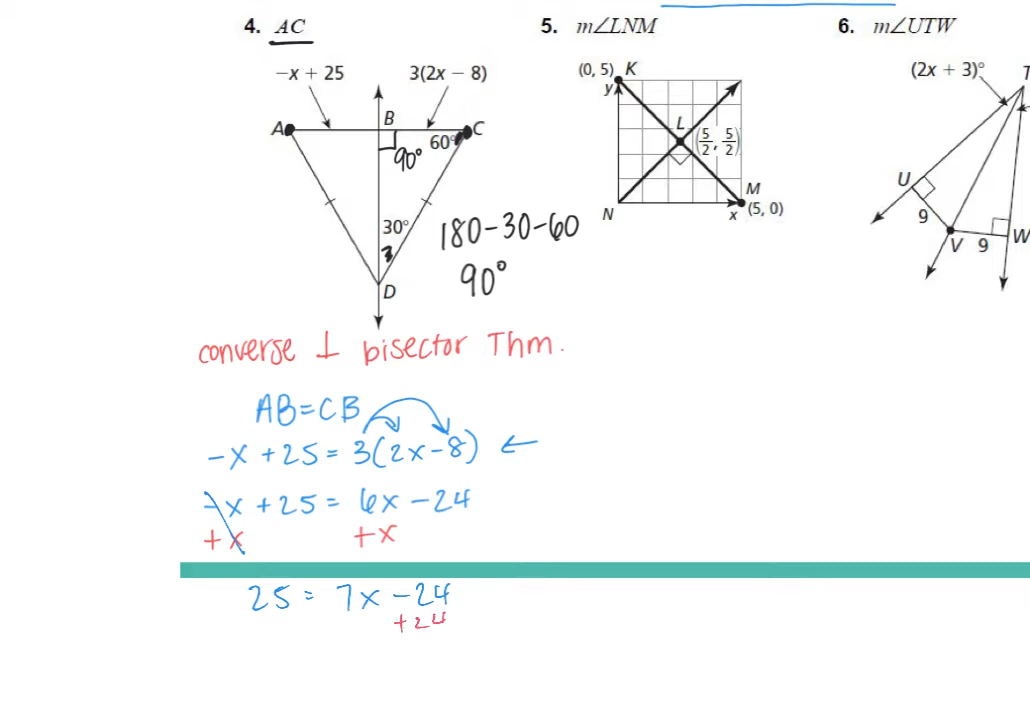 4. AC
−x + 25
3(2x − 8)
A
B
C
60°
90°
30°
3
D
180-30-60
90°
5. m∠LNM
(0, 5) K
y
L
(5/2, 5/2)
M
N
x (5, 0)
6. m∠UTW
(2x + 3)°
T
U
9
V 9
W
converse ⊥ bisector Thm.
AB=CB
-x +25 = 3(2x-8) ←
-x +25 = 6x -24
+x +x
25 = 7x -24
+24